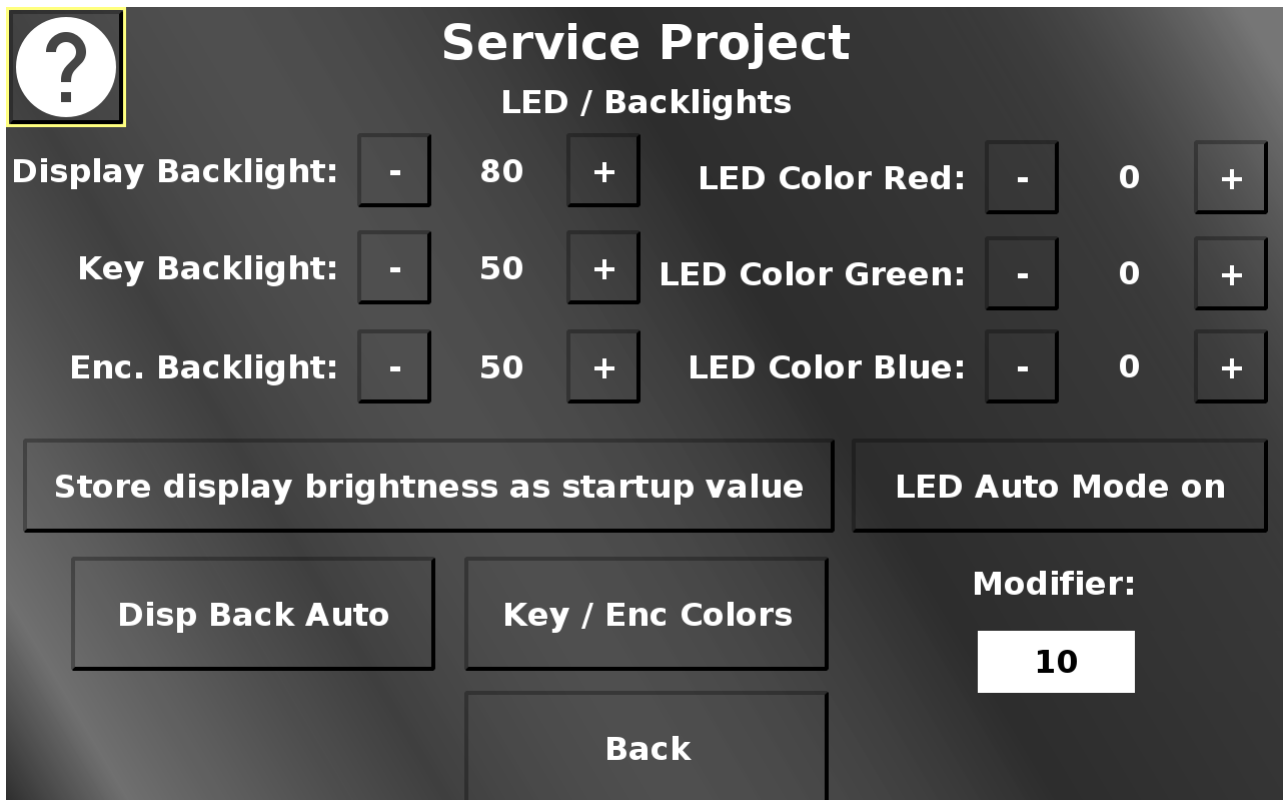 ?
Service Project
LED / Backlights
Display Backlight: - 80 + LED Color Red: - 0 +
Key Backlight: - 50 + LED Color Green: - 0 +
Enc. Backlight: - 50 + LED Color Blue: - 0 +
Store display brightness as startup value LED Auto Mode on
Disp Back Auto Key / Enc Colors Modifier:
10
Back